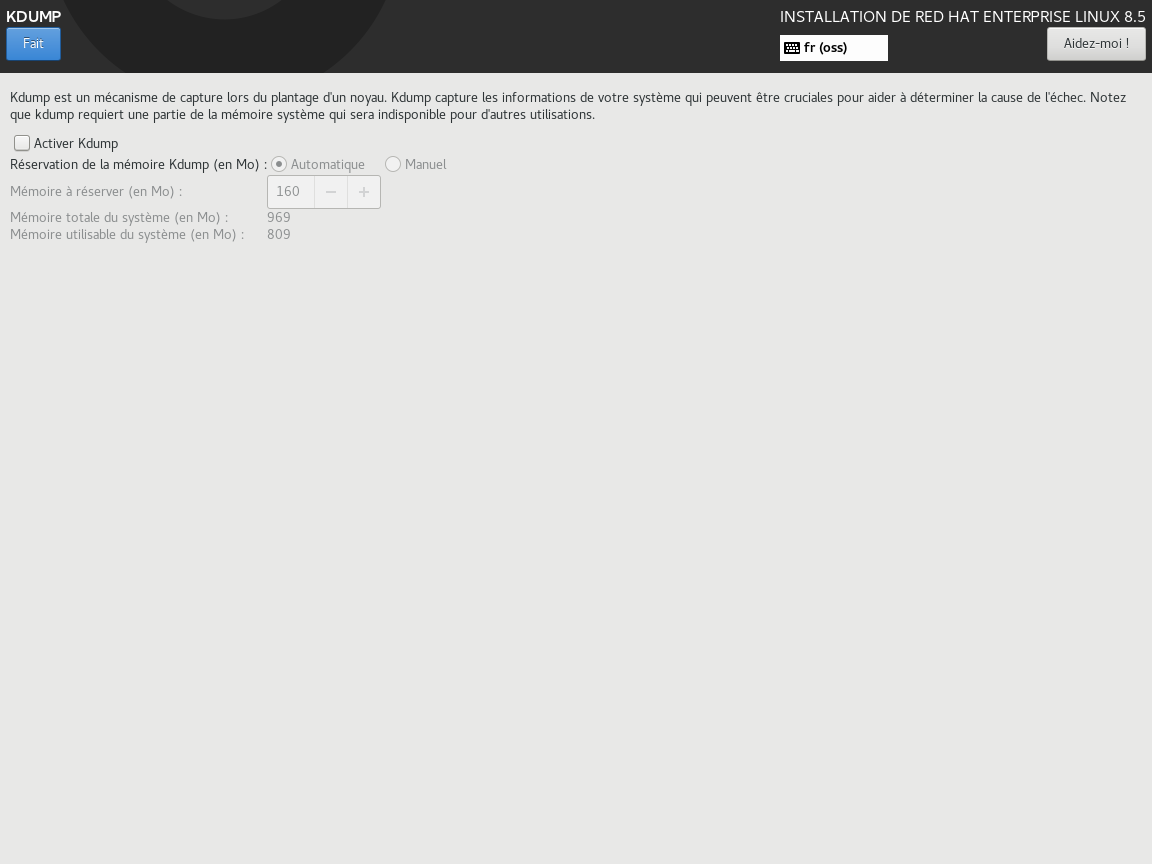 KDUMP
INSTALLATION DE RED HAT ENTERPRISE LINUX 8.5
Fait
fr (oss)
Aidez-moi !
Kdump est un mécanisme de capture lors du plantage d'un noyau. Kdump capture les informations de votre système qui peuvent être cruciales pour aider à déterminer la cause de l'échec. Notez
que kdump requiert une partie de la mémoire système qui sera indisponible pour d'autres utilisations.
Activer Kdump
Réservation de la mémoire Kdump (en Mo) : Automatique Manuel
Mémoire à réserver (en Mo) : 160 − +
Mémoire totale du système (en Mo) : 969
Mémoire utilisable du système (en Mo) : 809